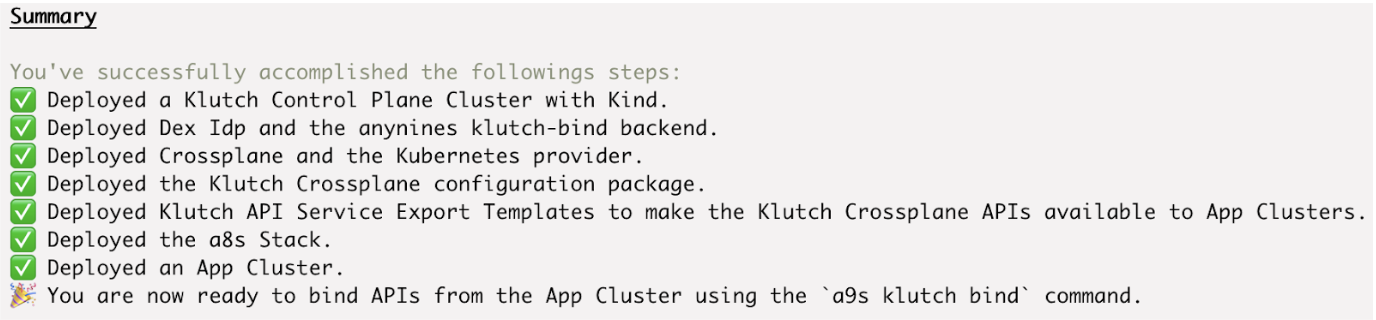 Summary
You've successfully accomplished the followings steps:
✅ Deployed a Klutch Control Plane Cluster with Kind.
✅ Deployed Dex Idp and the anynines klutch-bind backend.
✅ Deployed Crossplane and the Kubernetes provider.
✅ Deployed the Klutch Crossplane configuration package.
✅ Deployed Klutch API Service Export Templates to make the Klutch Crossplane APIs available to App Clusters.
✅ Deployed the a8s Stack.
✅ Deployed an App Cluster.
🎉 You are now ready to bind APIs from the App Cluster using the `a9s klutch bind` command.